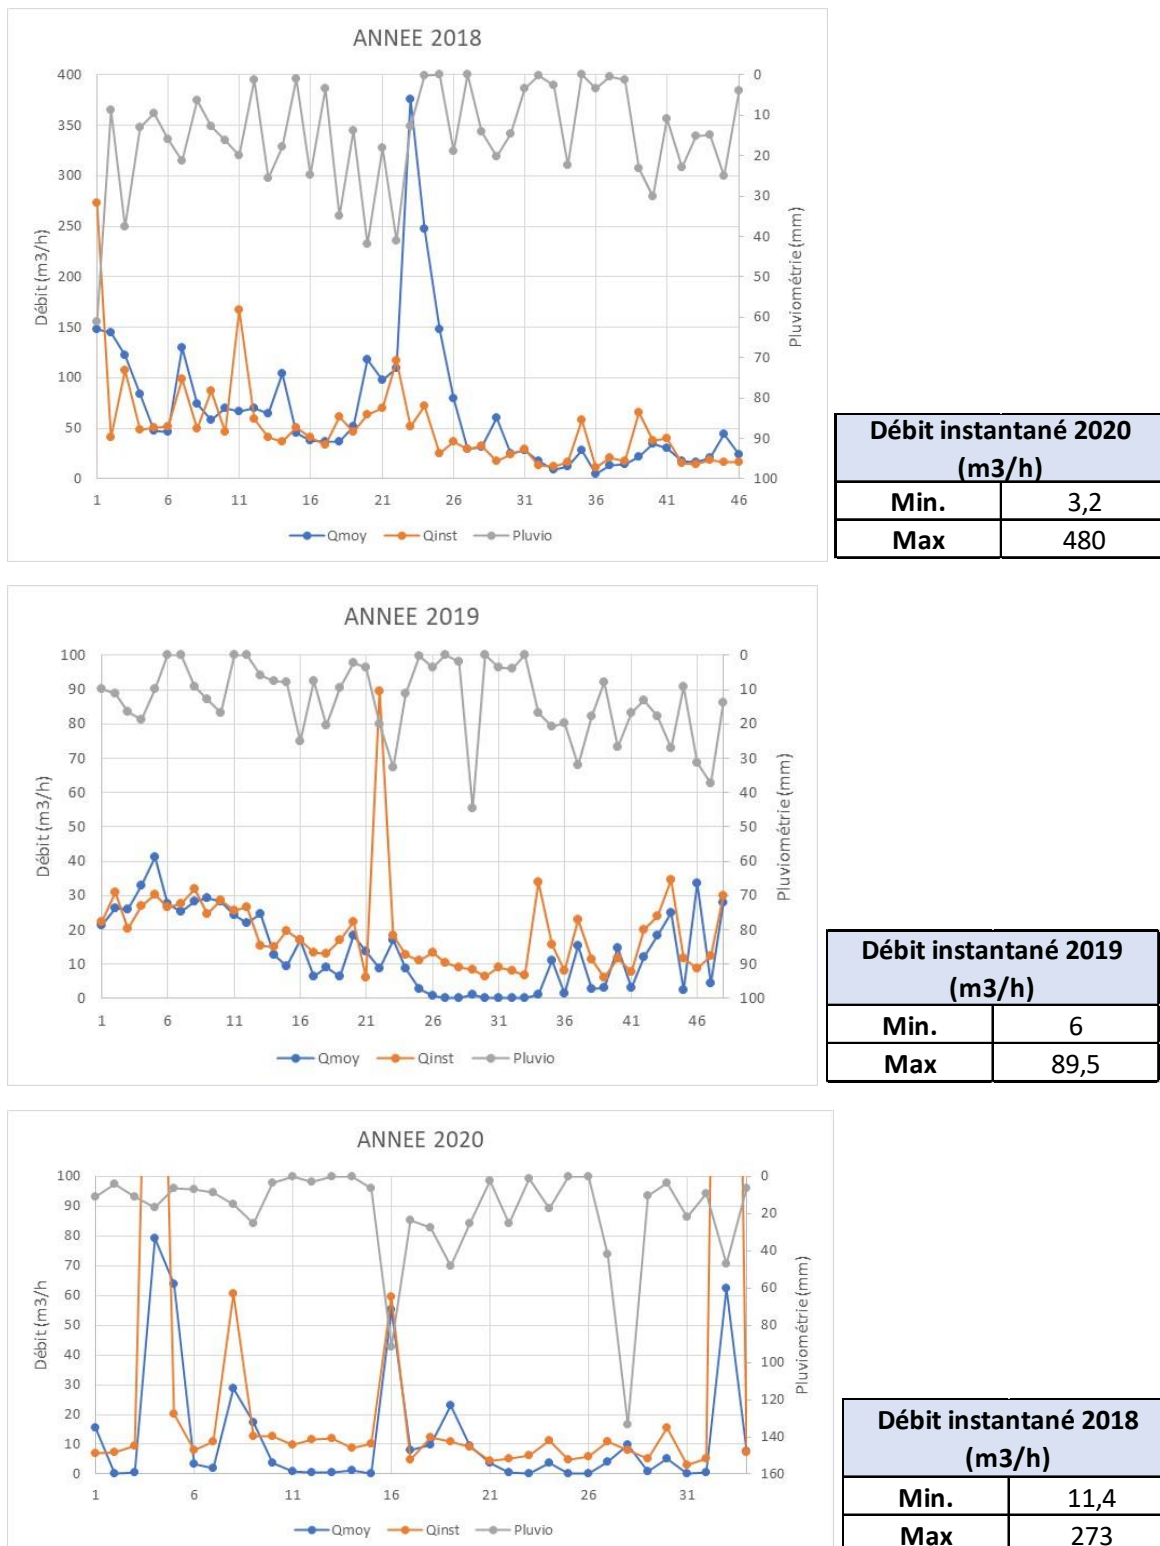 ANNEE 2018
400
350
300
250
200
150
100
50
0
0
10
20
30
40
50
60
70
80
90
100
Débit (m3/h)
Pluviométrie (mm)
1 6 11 16 21 26 31 36 41 46
Qmoy Qinst Pluvio
Débit instantané 2020
(m3/h)
Min. 3,2
Max 480
ANNEE 2019
100
90
80
70
60
50
40
30
20
10
0
0
10
20
30
40
50
60
70
80
90
100
Débit (m3/h)
Pluviométrie (mm)
1 6 11 16 21 26 31 36 41 46
Qmoy Qinst Pluvio
Débit instantané 2019
(m3/h)
Min. 6
Max 89,5
ANNEE 2020
100
90
80
70
60
50
40
30
20
10
0
0
20
40
60
80
100
120
140
160
Débit (m3/h
Pluviométrie (mm)
1 6 11 16 21 26 31
Qmoy Qinst Pluvio
Débit instantané 2018
(m3/h)
Min. 11,4
Max 273